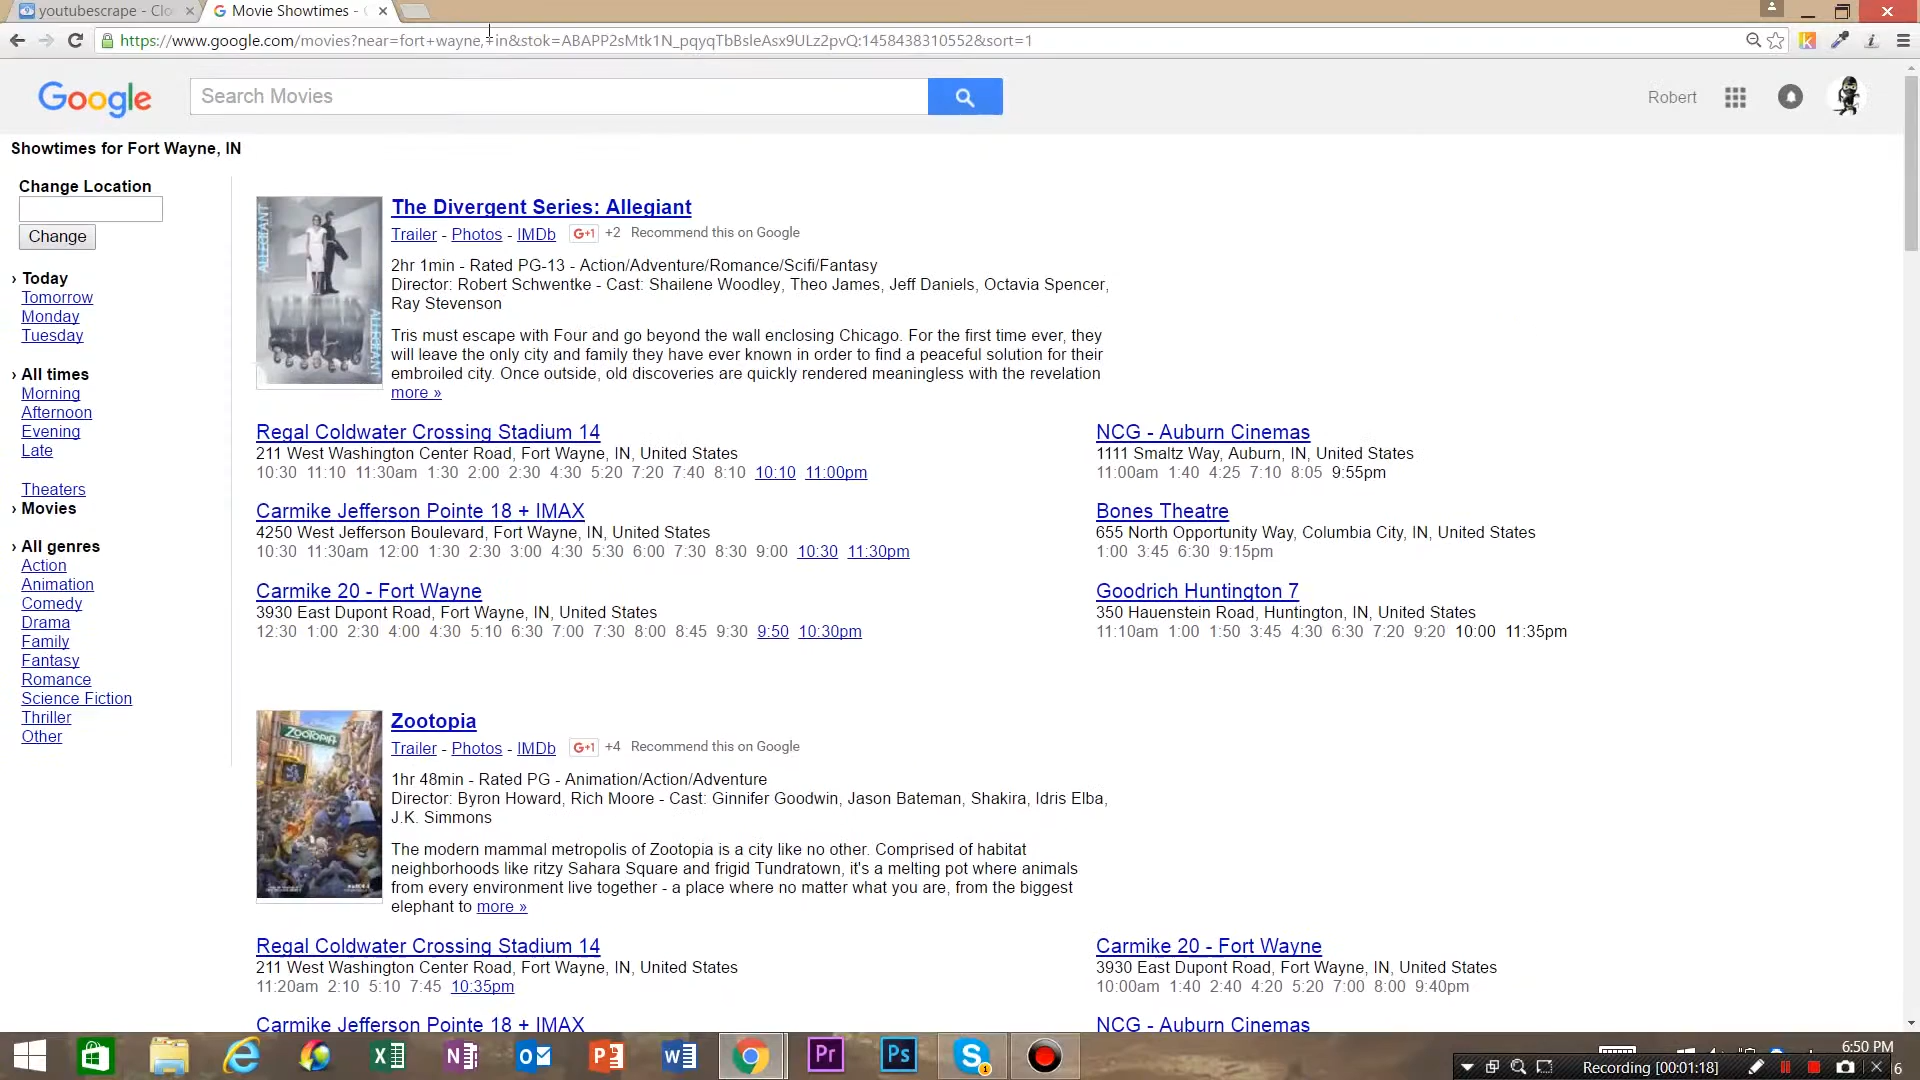 youtubescrape - Clo
Movie Showtimes -
https://www.google.com/movies?near=fort+wayne,+in&stok=ABAPP2sMtk1N_pqyqTbBsleAsx9ULz2pvQ:1458438310552&sort=1
Google
Search Movies
Robert
Showtimes for Fort Wayne, IN
Change Location
Change
› Today
Tomorrow
Monday
Tuesday
› All times
Morning
Afternoon
Evening
Late
Theaters
› Movies
› All genres
Action
Animation
Comedy
Drama
Family
Fantasy
Romance
Science Fiction
Thriller
Other
ALLEGIANT
ALLEGIANT
The Divergent Series: Allegiant
Trailer - Photos - IMDb G+1 +2 Recommend this on Google
2hr 1min - Rated PG-13 - Action/Adventure/Romance/Scifi/Fantasy
Director: Robert Schwentke - Cast: Shailene Woodley, Theo James, Jeff Daniels, Octavia Spencer,
Ray Stevenson
Tris must escape with Four and go beyond the wall enclosing Chicago. For the first time ever, they
will leave the only city and family they have ever known in order to find a peaceful solution for their
embroiled city. Once outside, old discoveries are quickly rendered meaningless with the revelation
more »
Regal Coldwater Crossing Stadium 14
211 West Washington Center Road, Fort Wayne, IN, United States
10:30 11:10 11:30am 1:30 2:00 2:30 4:30 5:20 7:20 7:40 8:10 10:10 11:00pm
Carmike Jefferson Pointe 18 + IMAX
4250 West Jefferson Boulevard, Fort Wayne, IN, United States
10:30 11:30am 12:00 1:30 2:30 3:00 4:30 5:30 6:00 7:30 8:30 9:00 10:30 11:30pm
Carmike 20 - Fort Wayne
3930 East Dupont Road, Fort Wayne, IN, United States
12:30 1:00 2:30 4:00 4:30 5:10 6:30 7:00 7:30 8:00 8:45 9:30 9:50 10:30pm
NCG - Auburn Cinemas
1111 Smaltz Way, Auburn, IN, United States
11:00am 1:40 4:25 7:10 8:05 9:55pm
Bones Theatre
655 North Opportunity Way, Columbia City, IN, United States
1:00 3:45 6:30 9:15pm
Goodrich Huntington 7
350 Hauenstein Road, Huntington, IN, United States
11:10am 1:00 1:50 3:45 4:30 6:30 7:20 9:20 10:00 11:35pm
ZOOTOPIA
Zootopia
Trailer - Photos - IMDb G+1 +4 Recommend this on Google
1hr 48min - Rated PG - Animation/Action/Adventure
Director: Byron Howard, Rich Moore - Cast: Ginnifer Goodwin, Jason Bateman, Shakira, Idris Elba,
J.K. Simmons
The modern mammal metropolis of Zootopia is a city like no other. Comprised of habitat
neighborhoods like ritzy Sahara Square and frigid Tundratown, it's a melting pot where animals
from every environment live together - a place where no matter what you are, from the biggest
elephant to more »
Regal Coldwater Crossing Stadium 14
211 West Washington Center Road, Fort Wayne, IN, United States
11:20am 2:10 5:10 7:45 10:35pm
Carmike Jefferson Pointe 18 + IMAX
Carmike 20 - Fort Wayne
3930 East Dupont Road, Fort Wayne, IN, United States
10:00am 1:40 2:40 4:20 5:20 7:00 8:00 9:40pm
NCG - Auburn Cinemas
Pr
Ps
6:50 PM
Recording [00:01:18]
6